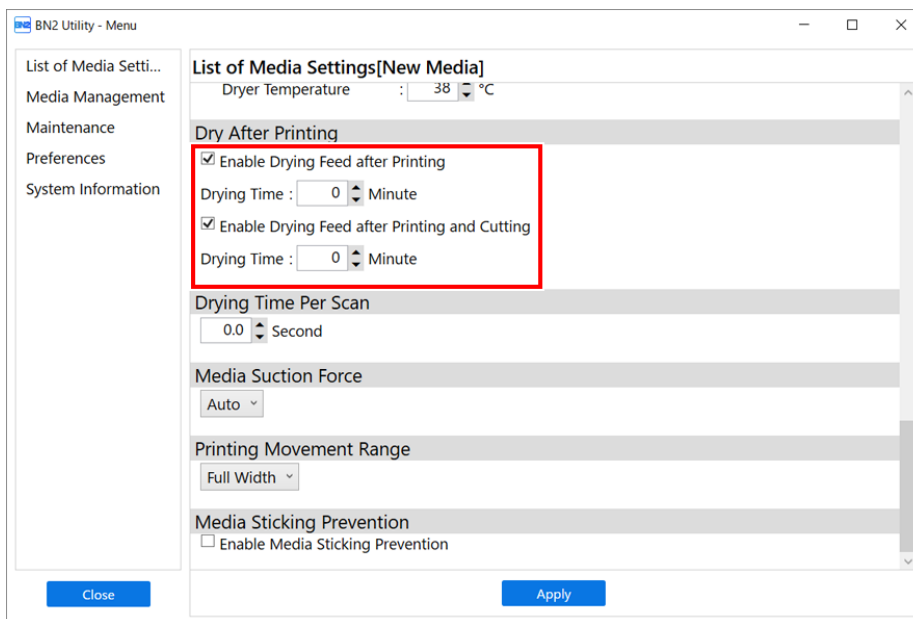 BN2 BN2 Utility - Menu
List of Media Setti...
Media Management
Maintenance
Preferences
System Information
Close
List of Media Settings[New Media]
Dryer Temperature : 38 °C
Dry After Printing
Enable Drying Feed after Printing
Drying Time : 0 Minute
Enable Drying Feed after Printing and Cutting
Drying Time : 0 Minute
Drying Time Per Scan
0.0 Second
Media Suction Force
Auto
Printing Movement Range
Full Width
Media Sticking Prevention
Enable Media Sticking Prevention
Apply